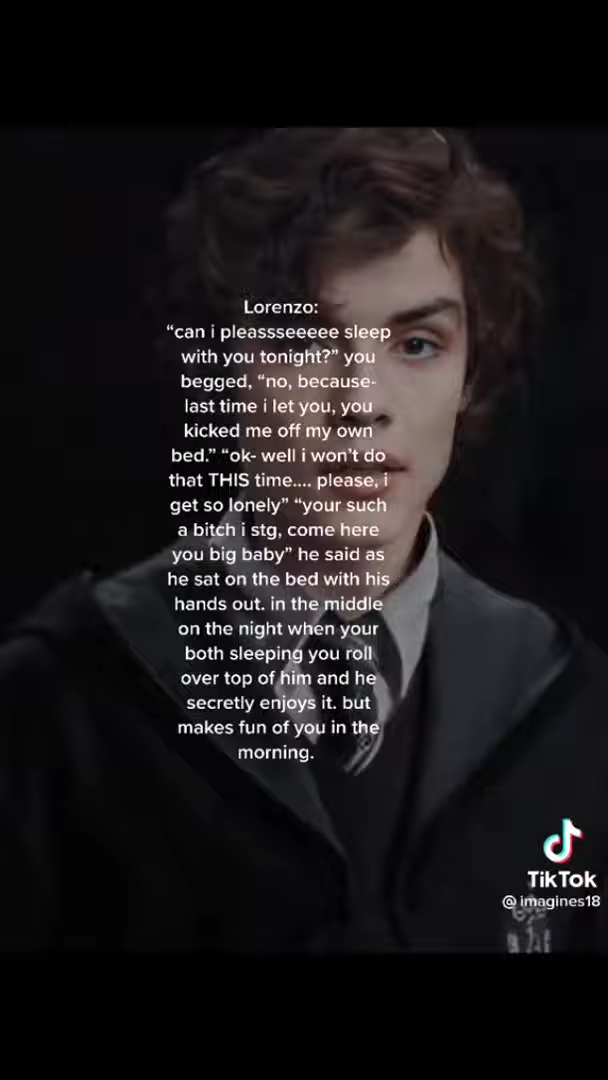 Lorenzo:
“can i pleassseeeee sleep
with you tonight?” you
begged, “no, because-
last time i let you, you
kicked me off my own
bed.” “ok- well i won’t do
that THIS time.... please, i
get so lonely” “your such
a bitch i stg, come here
you big baby” he said as
he sat on the bed with his
hands out. in the middle
on the night when your
both sleeping you roll
over top of him and he
secretly enjoys it. but
makes fun of you in the
morning.
TikTok
@imagines18